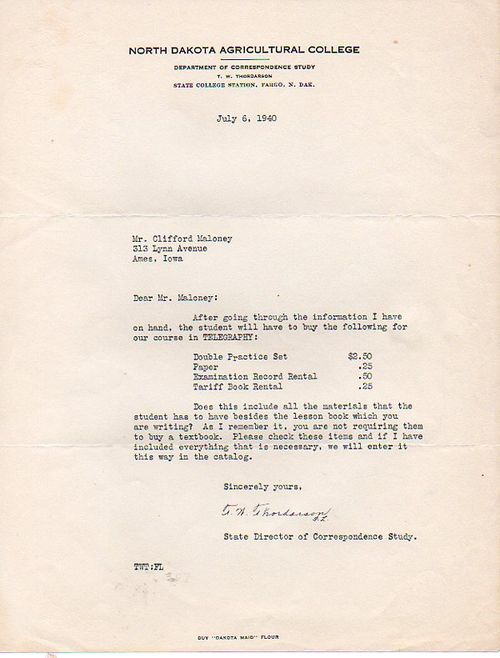 NORTH DAKOTA AGRICULTURAL COLLEGE
DEPARTMENT OF CORRESPONDENCE STUDY
T. W. THORDARSON
STATE COLLEGE STATION, FARGO, N. DAK.
July 6, 1940
Mr. Clifford Maloney
313 Lynn Avenue
Ames, Iowa
Dear Mr. Maloney:
After going through the information I have
on hand, the student will have to buy the following for
our course in TELEGRAPHY:
Double Practice Set $2.50
Paper .25
Examination Record Rental .50
Tariff Book Rental .25
Does this include all the materials that the
student has to have besides the lesson book which you
are writing? As I remember it, you are not requiring them
to buy a textbook. Please check these items and if I have
included everything that is necessary, we will enter it
this way in the catalog.
Sincerely yours,
T. W. Thordarson
F.L.
State Director of Correspondence Study.
TWT:FL
BUY "DAKOTA MAID" FLOUR